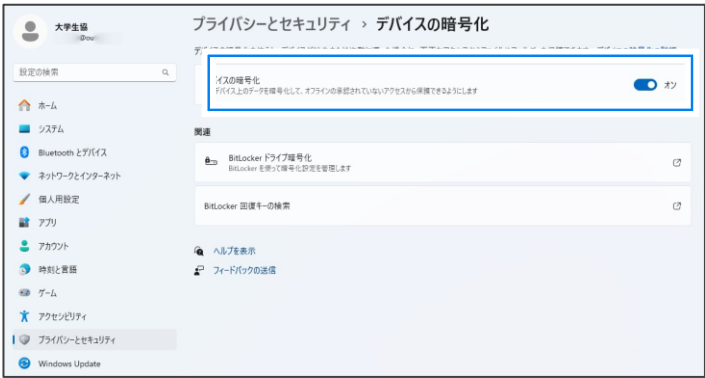 大学生協
プライバシーとセキュリティ › デバイスの暗号化
設定の検索
イスの暗号化
デバイス上のデータを暗号化して、オフラインの承認されていないアクセスから保護できるようにします
オン
ホーム
システム
Bluetooth とデバイス
ネットワークとインターネット
個人用設定
アプリ
アカウント
時刻と言語
ゲーム
アクセシビリティ
プライバシーとセキュリティ
Windows Update
関連
BitLocker ドライブ暗号化
BitLocker を使って暗号化設定を管理します
BitLocker 回復キーの検索
ヘルプを表示
フィードバックの送信